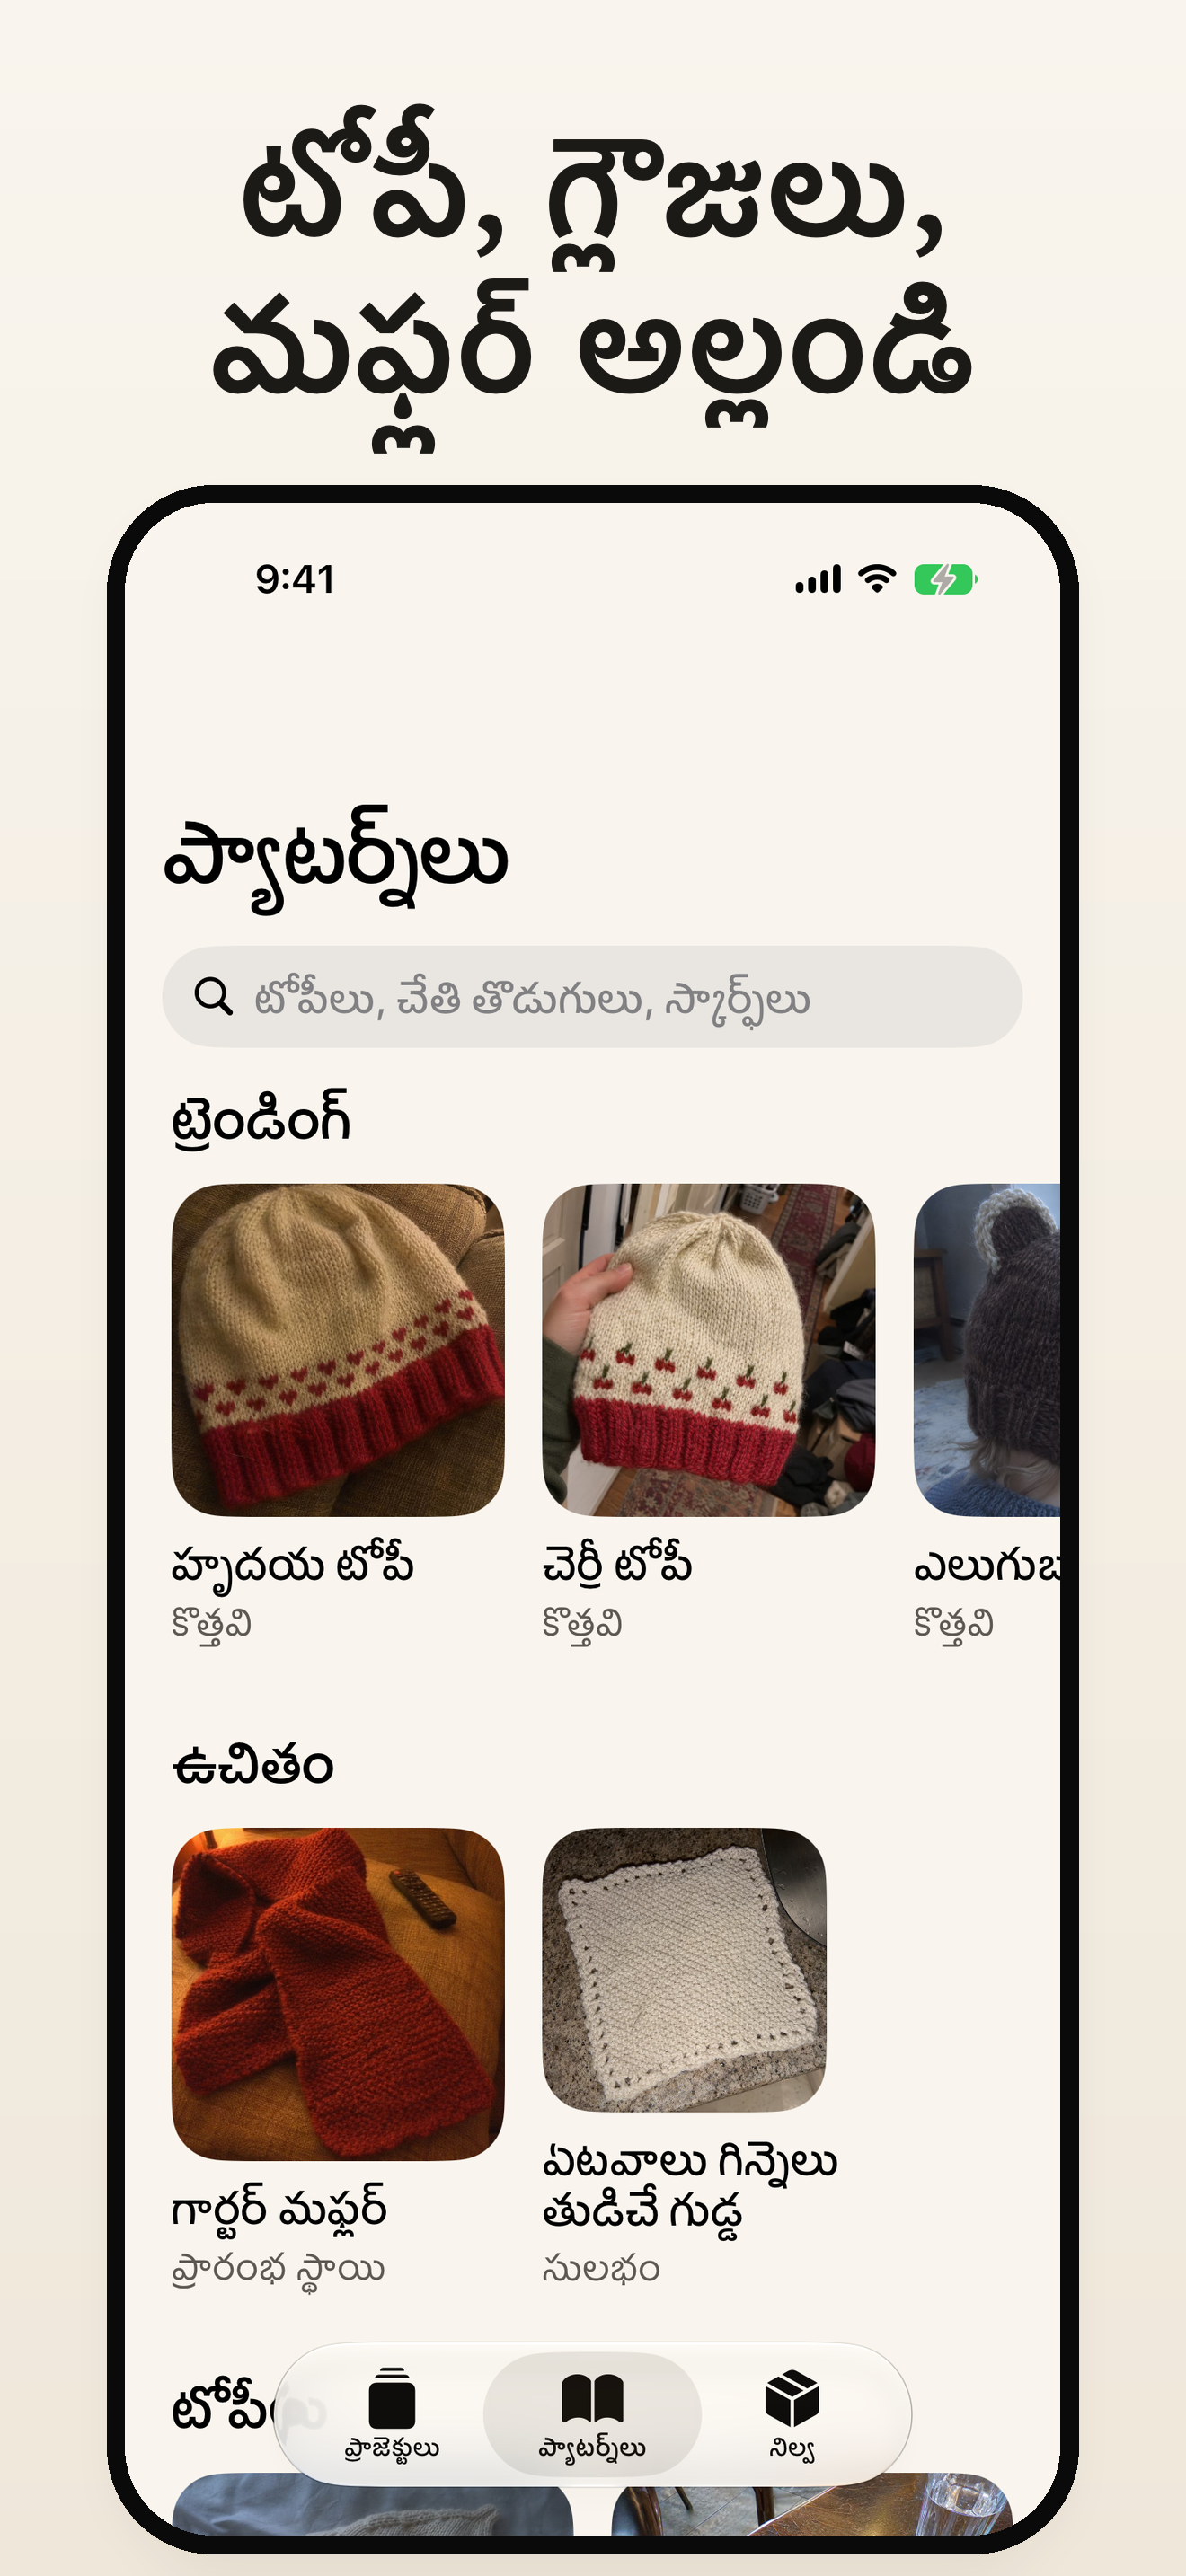 టోపీ, గ్లౌజులు,
మఫ్లర్ అల్లండి
9:41
ప్యాటర్న్‌లు
టోపీలు, చేతి తొడుగులు, స్కార్ఫ్‌లు
ట్రెండింగ్
హృదయ టోపీ
చెర్రీ టోపీ
కొత్తవి
కొత్తవి
కొత్తవి
ఉచితం
గార్టర్ మఫ్లర్
ప్రారంభ స్థాయి
ఏటవాలు గిన్నెలు
తుడిచే గుడ్డ
సులభం
ప్రాజెక్టులు
ప్యాటర్న్‌లు
నిల్వ